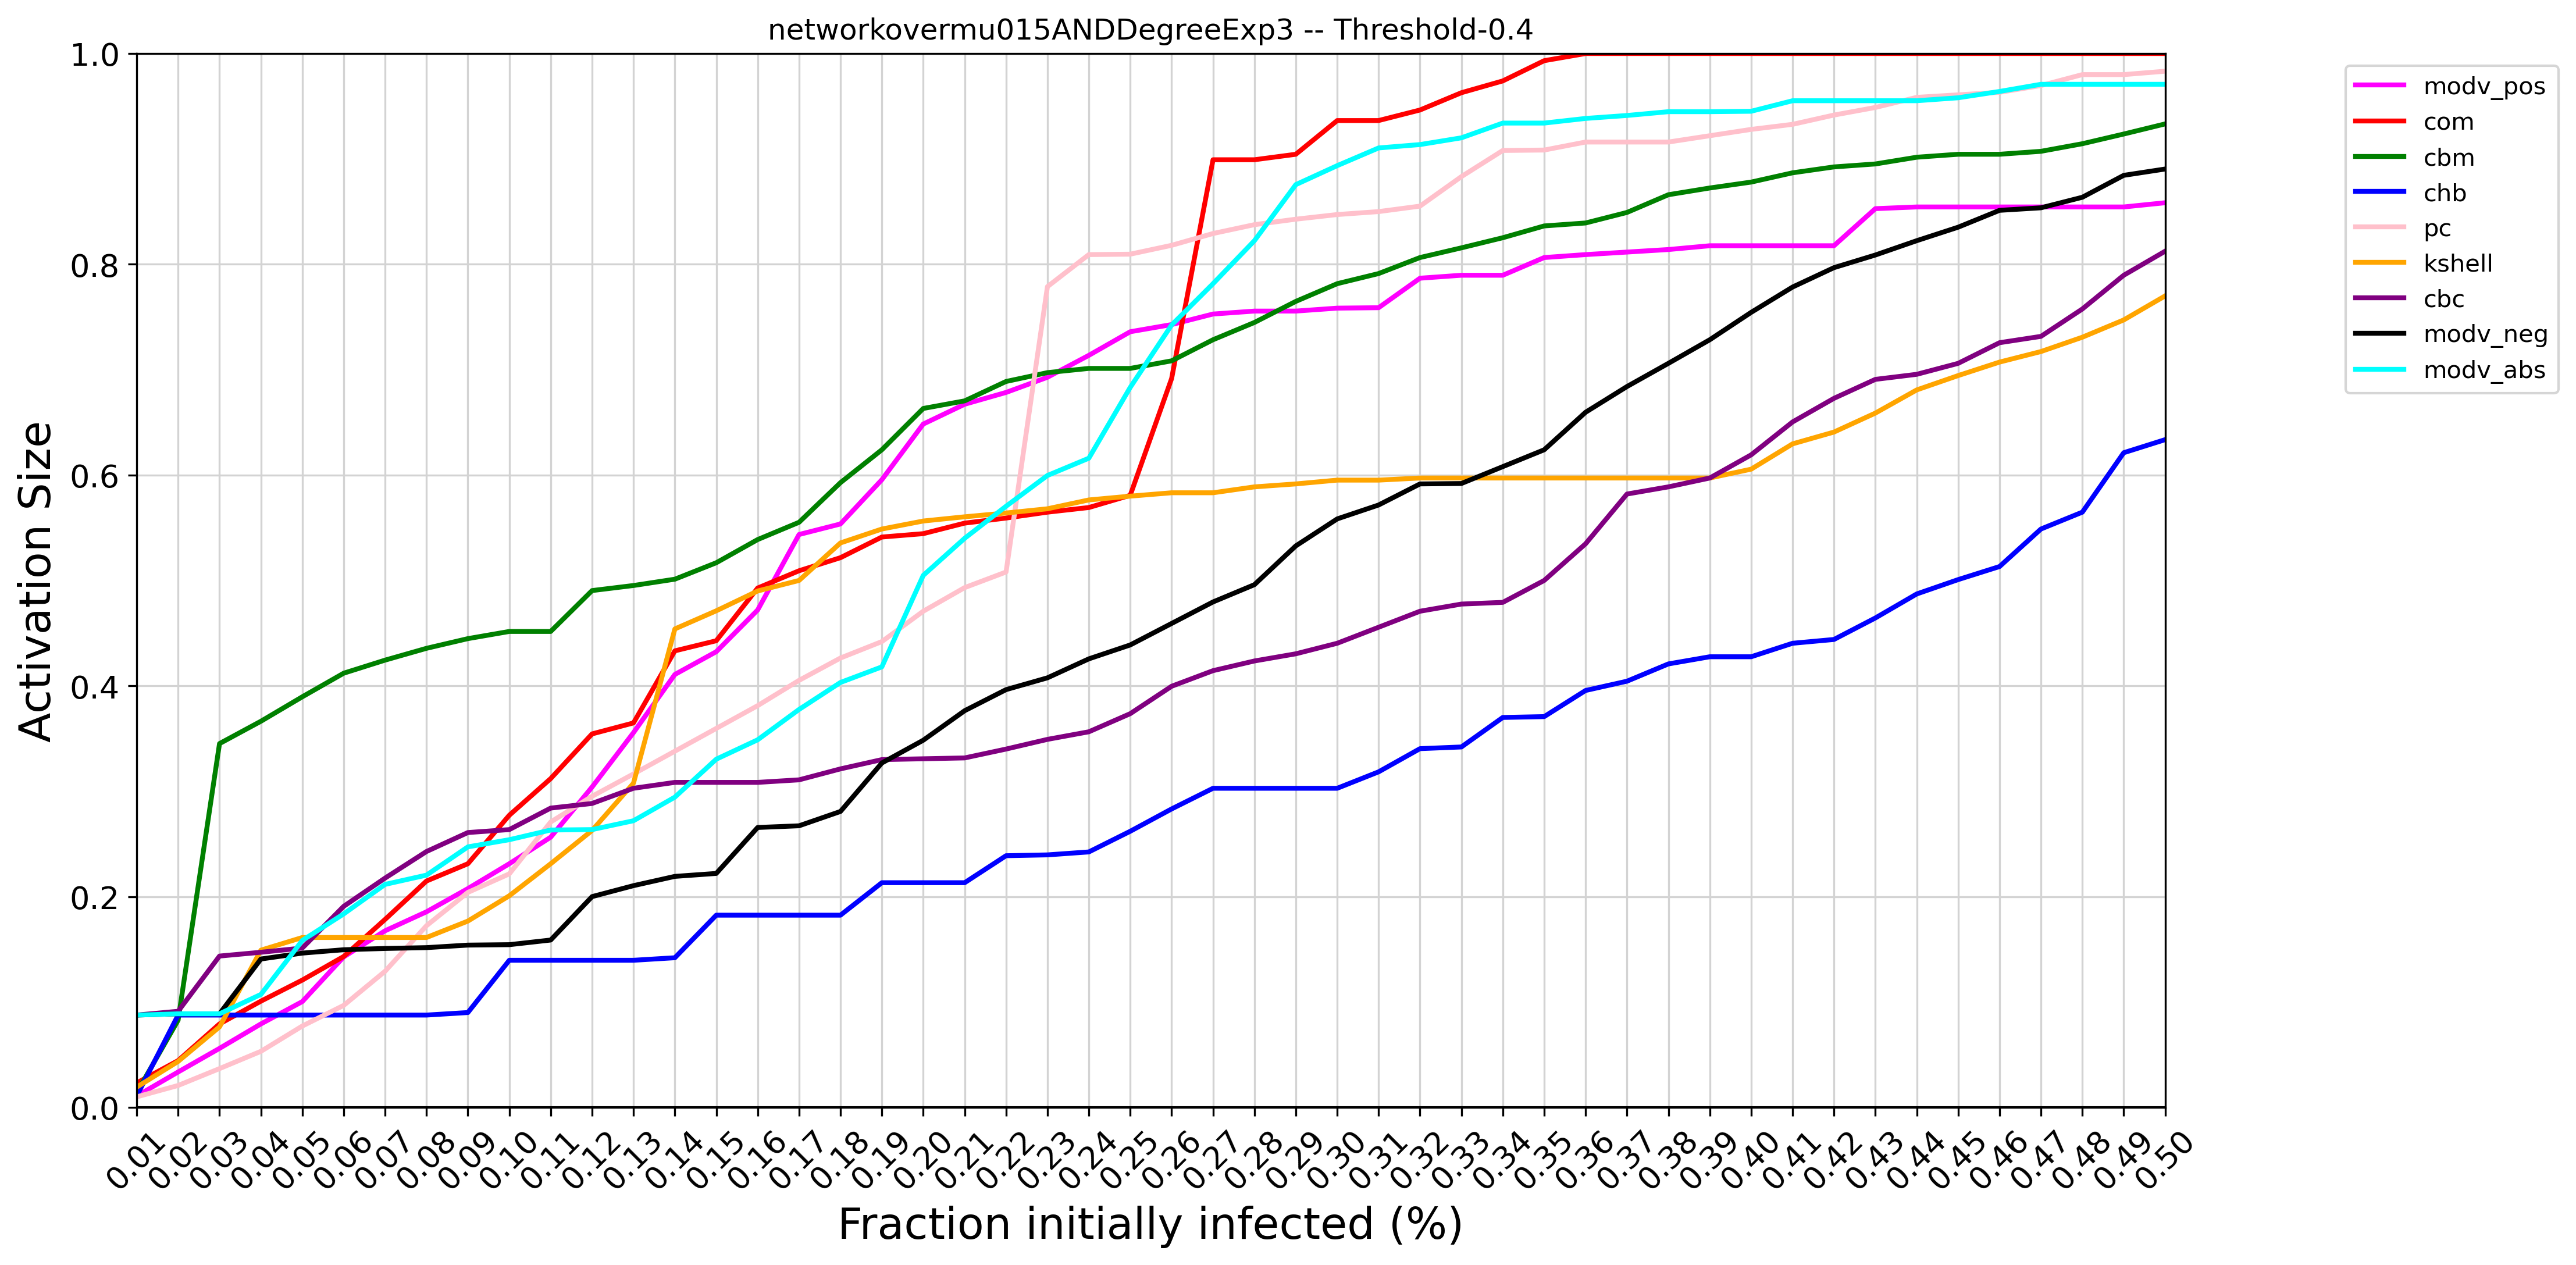 networkovermu015ANDDegreeExp3 -- Threshold-0.4
1.0
0.8
0.6
0.4
0.2
0.0
Activation Size
0.01 0.02 0.03 0.04 0.05 0.06 0.07 0.08 0.09 0.10 0.11 0.12 0.13 0.14 0.15 0.16 0.17 0.18 0.19 0.20 0.21 0.22 0.23 0.24 0.25 0.26 0.27 0.28 0.29 0.30 0.31 0.32 0.33 0.34 0.35 0.36 0.37 0.38 0.39 0.40 0.41 0.42 0.43 0.44 0.45 0.46 0.47 0.48 0.49 0.50
Fraction initially infected (%)
modv_pos
com
cbm
chb
pc
kshell
cbc
modv_neg
modv_abs